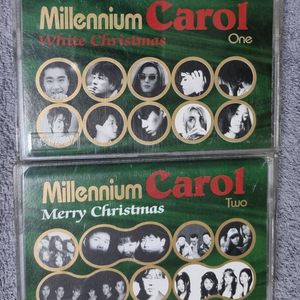 Millennium Carol
White Christmas One
Millennium Carol
Merry Christmas Two